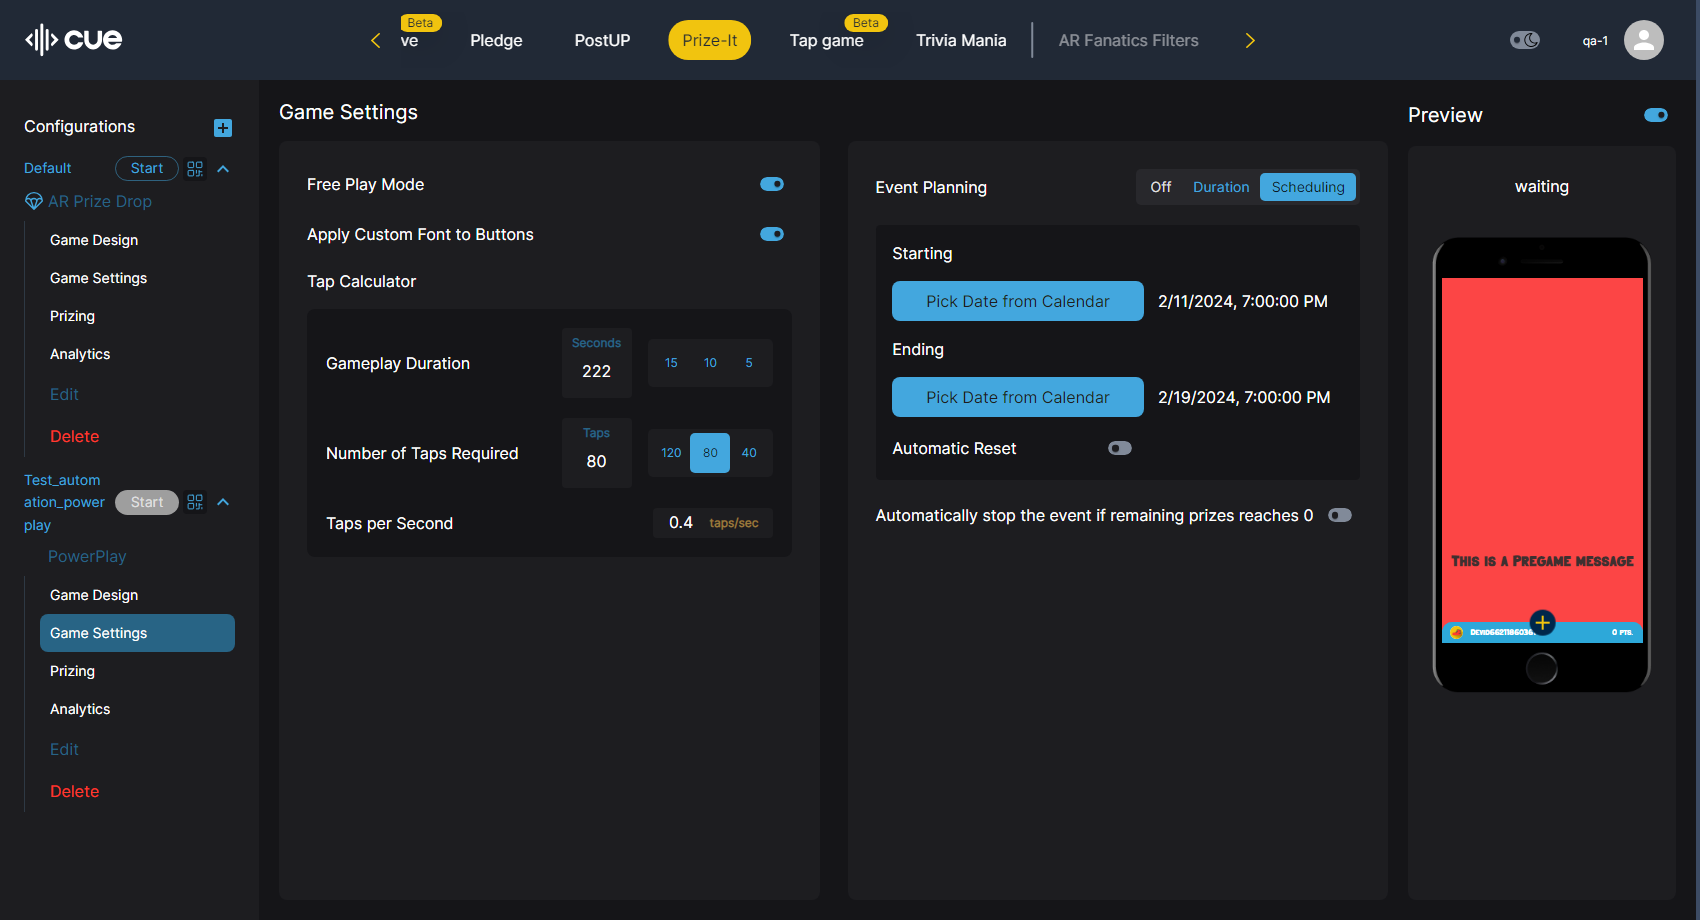 cue
Beta
ve
Pledge
PostUP
Prize-It
Beta
Tap game
Trivia Mania
AR Fanatics Filters
qa-1
Configurations
Default
Start
AR Prize Drop
Game Design
Game Settings
Prizing
Analytics
Edit
Delete
Test_autom
ation_power
play
Start
PowerPlay
Game Design
Game Settings
Prizing
Analytics
Edit
Delete
Game Settings
Free Play Mode
Apply Custom Font to Buttons
Tap Calculator
Gameplay Duration
Seconds
222
15 10 5
Number of Taps Required
Taps
80
120 80 40
Taps per Second
0.4 taps/sec
Event Planning
Off Duration Scheduling
Starting
Pick Date from Calendar 2/11/2024, 7:00:00 PM
Ending
Pick Date from Calendar 2/19/2024, 7:00:00 PM
Automatic Reset
Automatically stop the event if remaining prizes reaches 0
Preview
waiting
This is a Pregame message
0 pts.